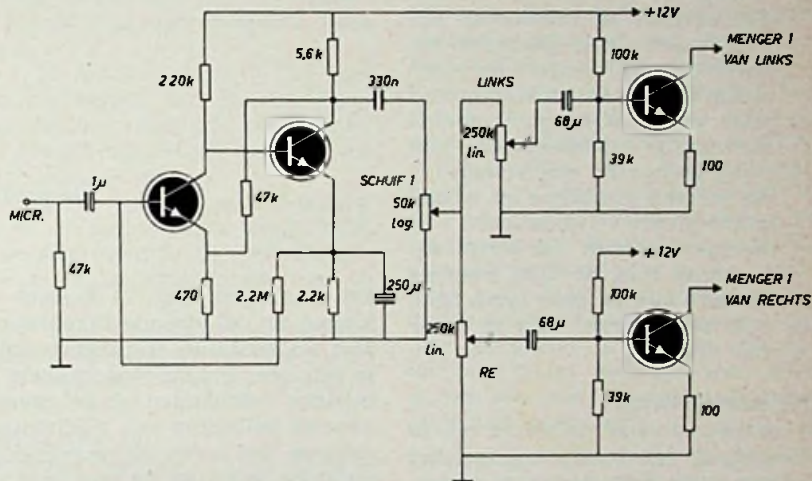 +12V
5,6k
100k
MENGER 1
VAN LINKS
220k
330n
LINKS
68µ
250k
lin.
1µ
47k
SCHUIF 1
39k
100
50k
log.
MICR.
47k
470
2.2M
2,2k
250µ
+12V
100k
MENGER 1
VAN RECHTS
250k
lin.
68µ
RE
39k
100